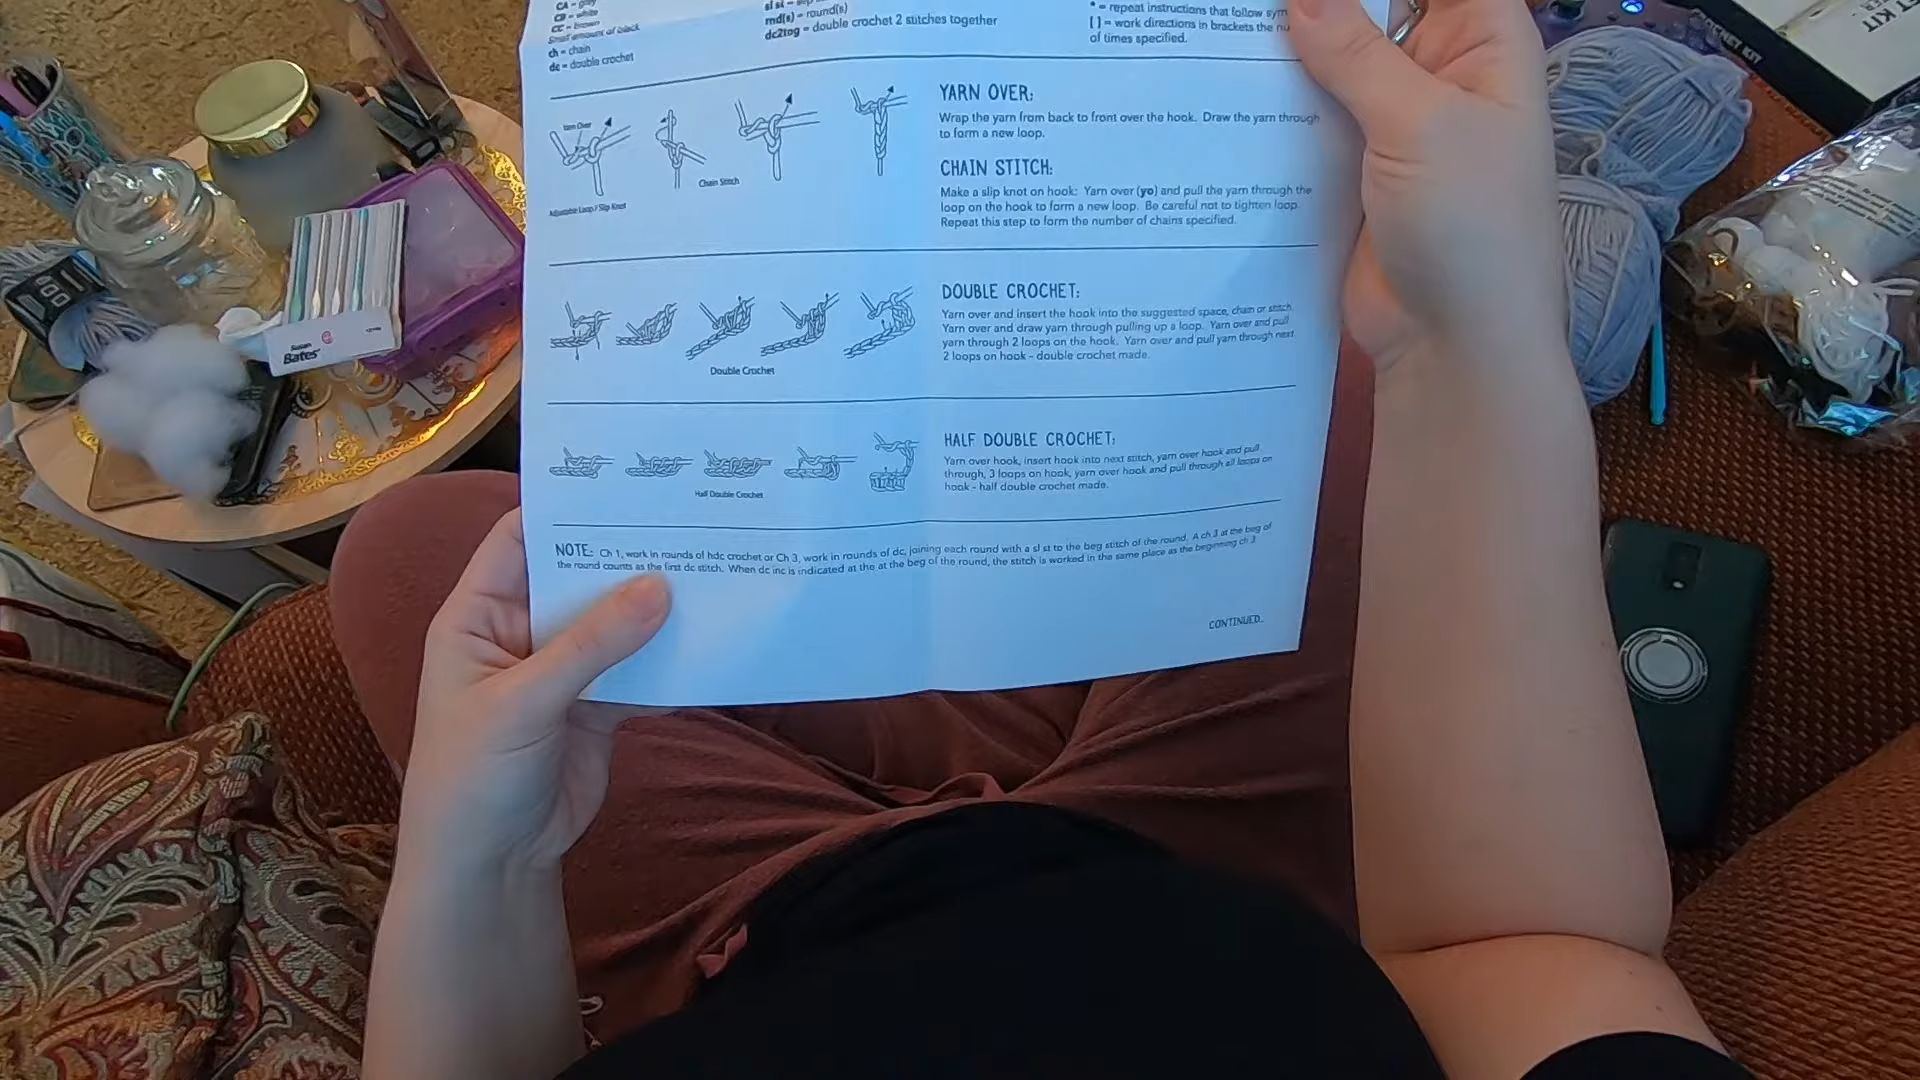 CA = gray
CB = white
CC = brown
Small amount of black
ch = chain
dc = double crochet
sl st = slip
rnd(s) = round(s)
dc2tog = double crochet 2 stitches together
* = repeat instructions that follow sym
[ ] = work directions in brackets the nu
of times specified.
Yarn Over
Adjustable Loop / Slip Knot
Chain Stitch
YARN OVER:
Wrap the yarn from back to front over the hook. Draw the yarn through
to form a new loop.
CHAIN STITCH:
Make a slip knot on hook: Yarn over (yo) and pull the yarn through the
loop on the hook to form a new loop. Be careful not to tighten loop.
Repeat this step to form the number of chains specified.
Double Crochet
DOUBLE CROCHET:
Yarn over and insert the hook into the suggested space, chain or stitch.
Yarn over and draw yarn through pulling up a loop. Yarn over and pull
yarn through 2 loops on the hook. Yarn over and pull yarn through next
2 loops on hook - double crochet made.
Half Double Crochet
HALF DOUBLE CROCHET:
Yarn over hook, insert hook into next stitch, yarn over hook and pull
through, 3 loops on hook, yarn over hook and pull through all loops on
hook - half double crochet made.
NOTE: Ch 1, work in rounds of hdc crochet or Ch 3, work in rounds of dc, joining each round with a sl st to the beg stitch of the round. A ch 3 at the beg of
the round counts as the first dc stitch. When dc inc is indicated at the at the beg of the round, the stitch is worked in the same place as the beginning ch 3
CONTINUED..
Susan
Bates
KIT